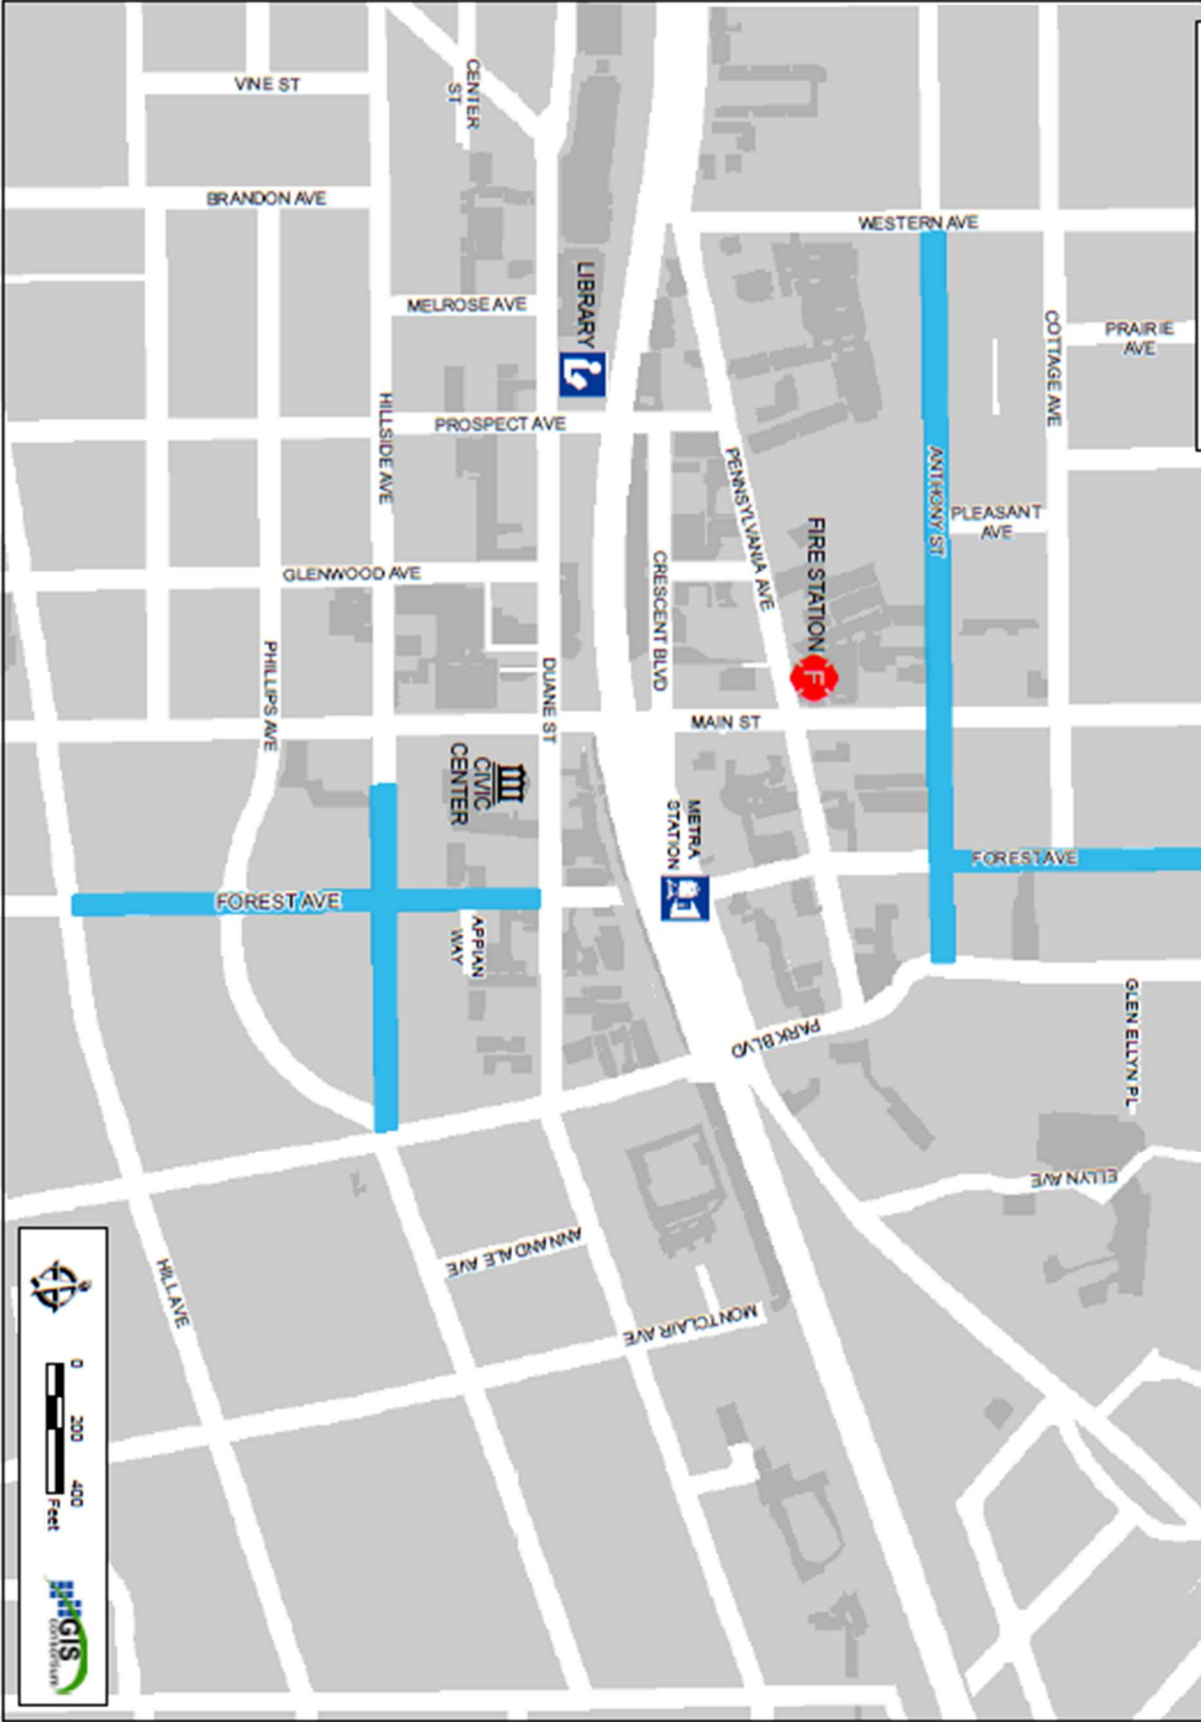 VINE ST
CENTER
ST
BRANDON AVE
WESTERN AVE
LIBRARY
MELROSE AVE
COTTAGE AVE
PRAIRIE
AVE
HILLSIDE AVE
PROSPECT AVE
PENNSYLVANIA AVE
ANTHONY ST
PLEASANT
AVE
FIRE STATION
F
GLENWOOD AVE
CRESCENT BLVD
PHILLIPS AVE
DUANE ST
MAIN ST
CIVIC
CENTER
METRA
STATION
FOREST AVE
FOREST AVE
APPIAN
WAY
GLEN ELLYN PL
PARK BLVD
ELLYN AVE
ANNANDALE AVE
HILL AVE
MONTCLAIR AVE
0 200 400
Feet
GIS
consortium